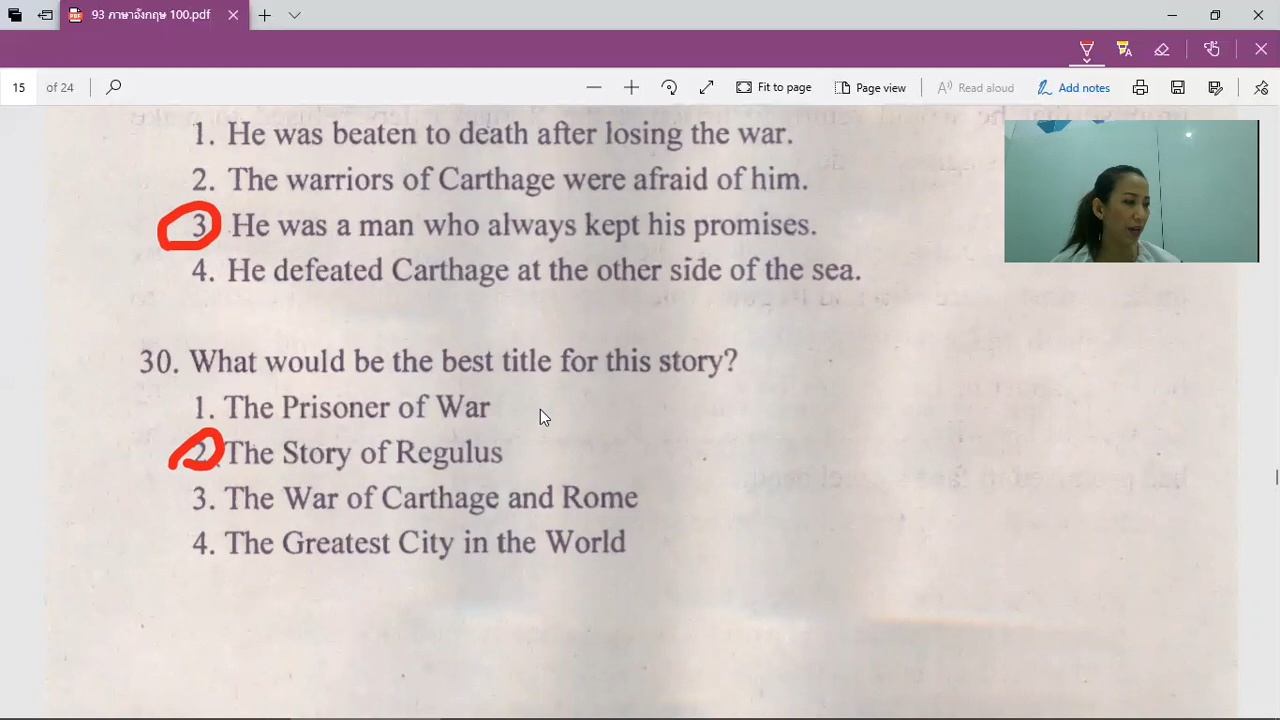 93 ภาษาอังกฤษ 100.pdf
15 of 24
Fit to page
Page view
Read aloud
Add notes
1. He was beaten to death after losing the war.
2. The warriors of Carthage were afraid of him.
3. He was a man who always kept his promises.
4. He defeated Carthage at the other side of the sea.
30. What would be the best title for this story?
1. The Prisoner of War
2. The Story of Regulus
3. The War of Carthage and Rome
4. The Greatest City in the World